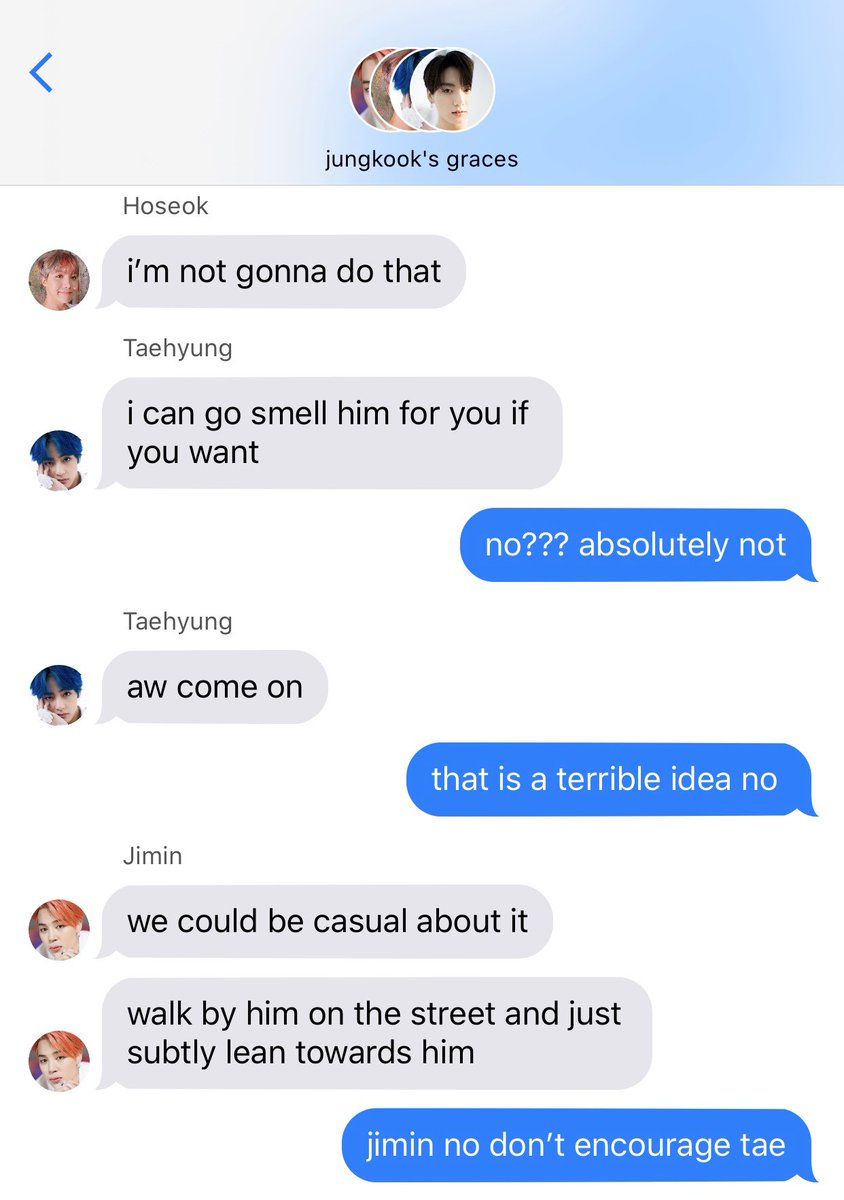 jungkook's graces
Hoseok
i’m not gonna do that
Taehyung
i can go smell him for you if
you want
no??? absolutely not
Taehyung
aw come on
that is a terrible idea no
Jimin
we could be casual about it
walk by him on the street and just
subtly lean towards him
jimin no don’t encourage tae